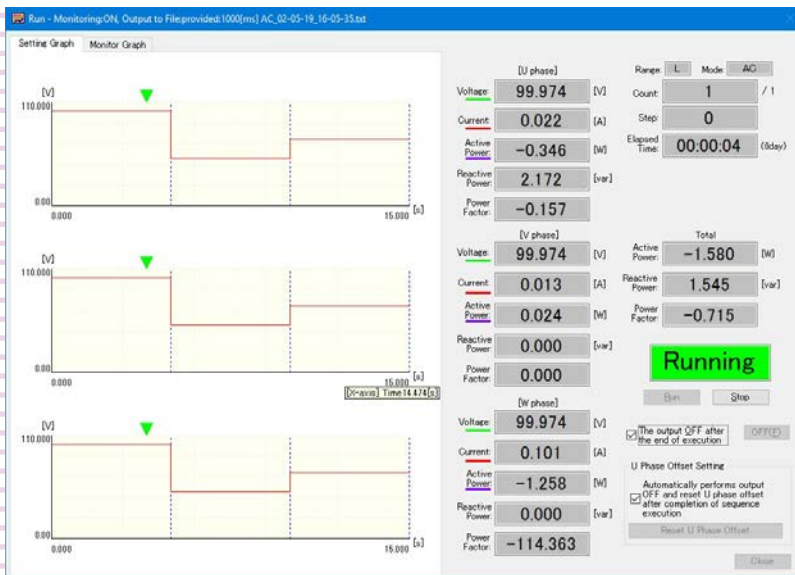 Run - Monitoring:ON, Output to File:provided:1000[ms] AC_02-05-19_16-05-35.txt
Setting Graph Monitor Graph
[V]
110.000
0.00
0.000 15.000 [s]
[V]
110.000
0.00
0.000 15.000 [s]
[X-axis] Time14.474[s]
[V]
110.000
0.00
0.000 15.000 [s]
[U phase]
Voltage: 99.974 [V]
Current: 0.022 [A]
Active
Power: -0.346 [W]
Reactive
Power: 2.172 [var]
Power
Factor: -0.157
[V phase]
Voltage: 99.974 [V]
Current: 0.013 [A]
Active
Power: 0.024 [W]
Reactive
Power: 0.000 [var]
Power
Factor: 0.000
[W phase]
Voltage: 99.974 [V]
Current: 0.101 [A]
Active
Power: -1.258 [W]
Reactive
Power: 0.000 [var]
Power
Factor: -114.363
Range: L Mode: AC
Count: 1 / 1
Step: 0
Elapsed
Time: 00:00:04 (0day)
Total
Active
Power: -1.580 [W]
Reactive
Power: 1.545 [var]
Power
Factor -0.715
Running
Run Stop
The output OFF after
the end of execution
OFF(F)
U Phase Offset Setting
Automatically performs output
OFF and reset U phase offset
after completion of sequence
execution
Reset U Phase Offset
Close